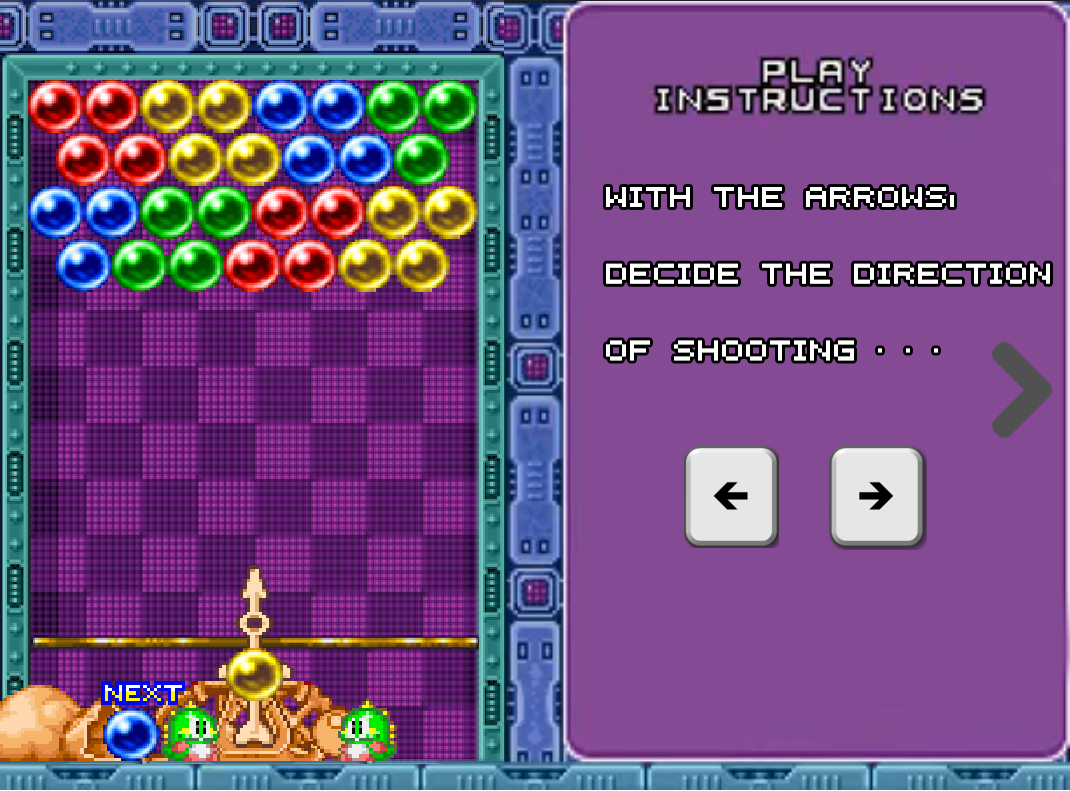 PLAY
INSTRUCTIONS
WITH THE ARROWS:
DECIDE THE DIRECTION
OF SHOOTING ...
NEXT